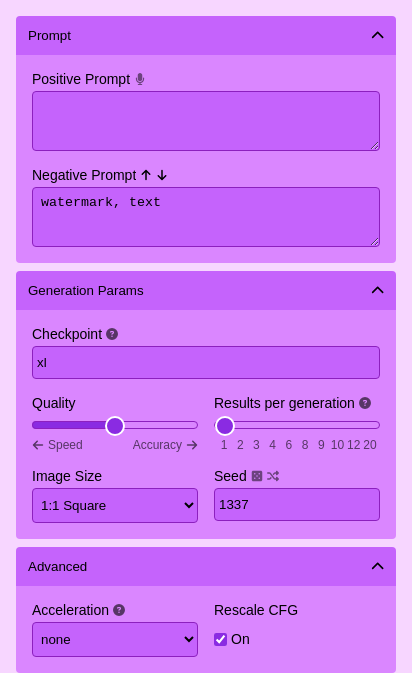 Prompt
Positive Prompt
Negative Prompt
watermark, text
Generation Params
Checkpoint ?
xl
Quality Results per generation ?
Speed Accuracy 1 2 3 4 6 8 9 10 12 20
Image Size Seed
1:1 Square 1337
Advanced
Acceleration ? Rescale CFG
none On